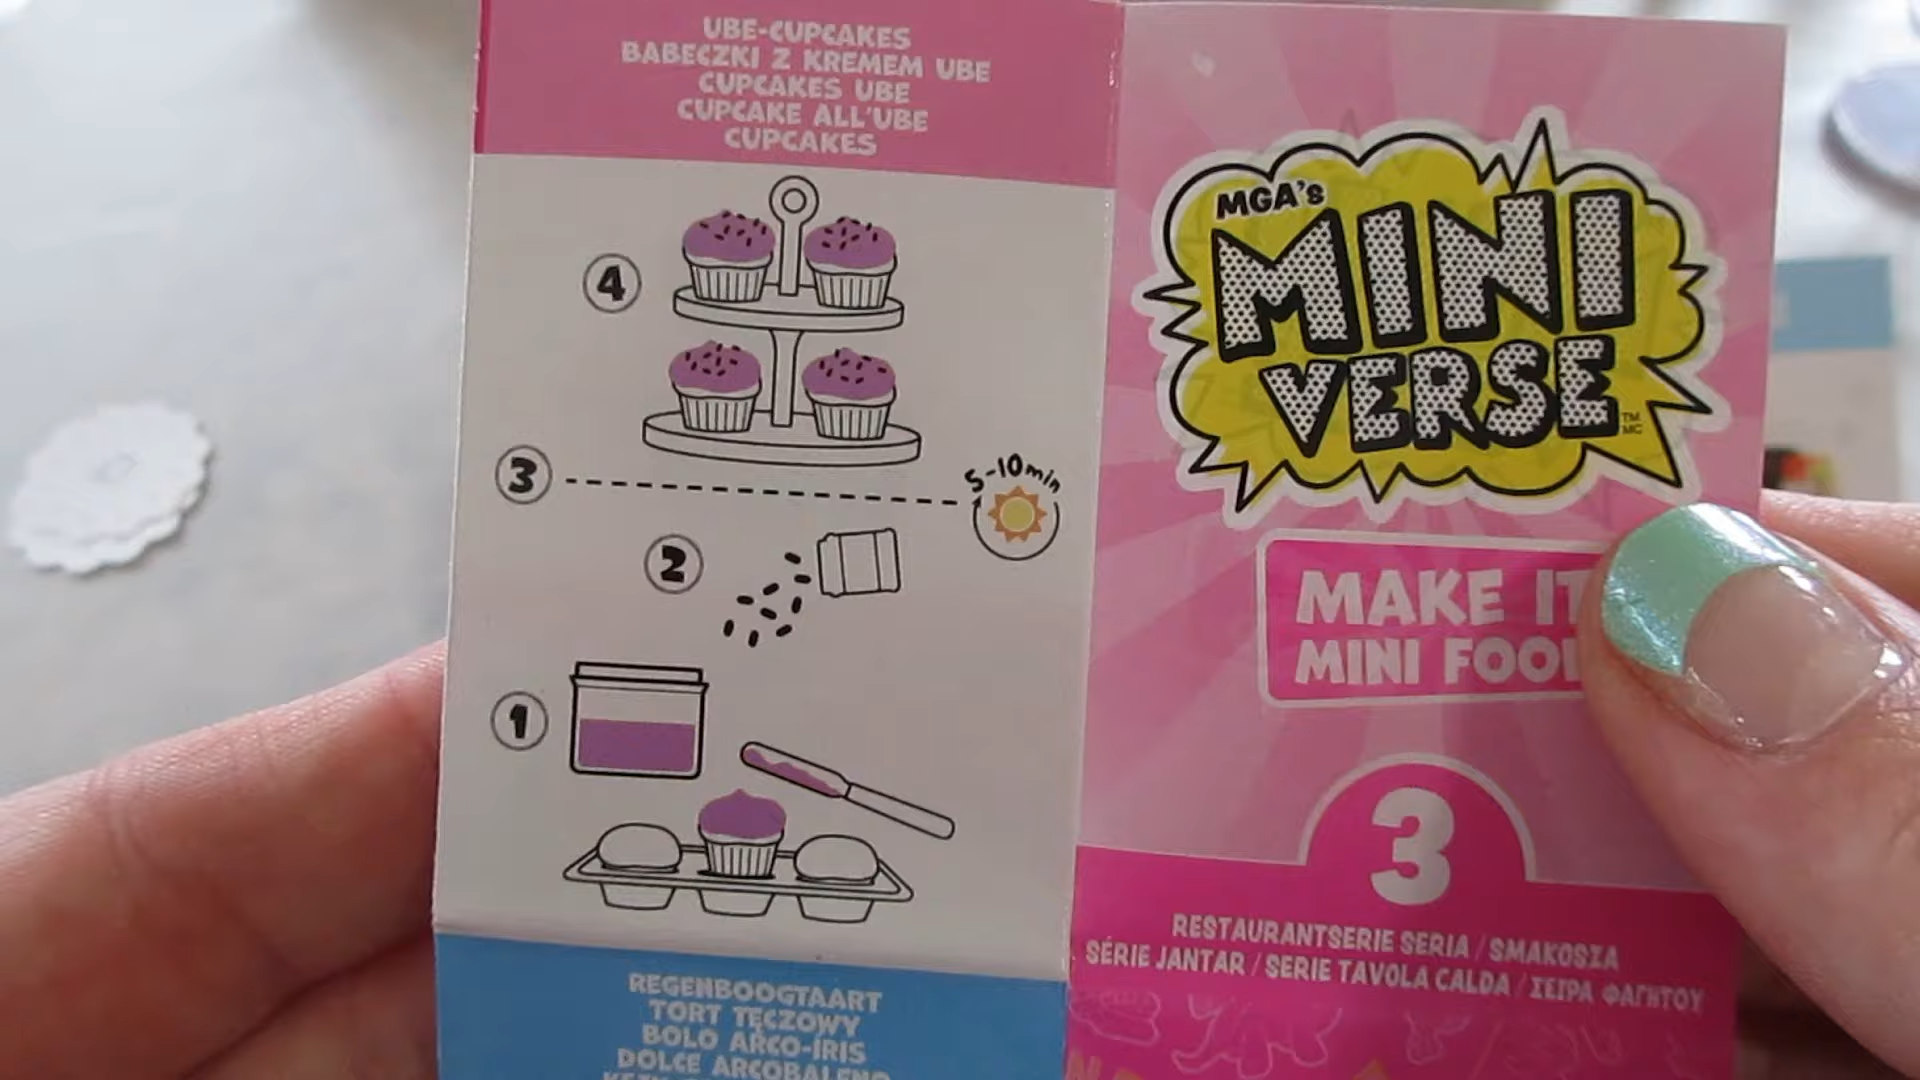 UBE-CUPCAKES
BABECZKI Z KREMEM UBE
CUPCAKES UBE
CUPCAKE ALL'UBE
CUPCAKES
4
3
5-10min
2
1
REGENBOOGTAART
TORT TĘCZOWY
BOLO ARCO-ÍRIS
DOLCE ARCOBALENO
MGA's
MINI
VERSE
TM
MC
MAKE IT
MINI FOO
3
RESTAURANTSERIE SERIA / SMAKOSIA
SÉRIE JANTAR / SERIE TAVOLA CALDA / ΣΕΙΡΑ ΦΑΓΗΤΟΥ